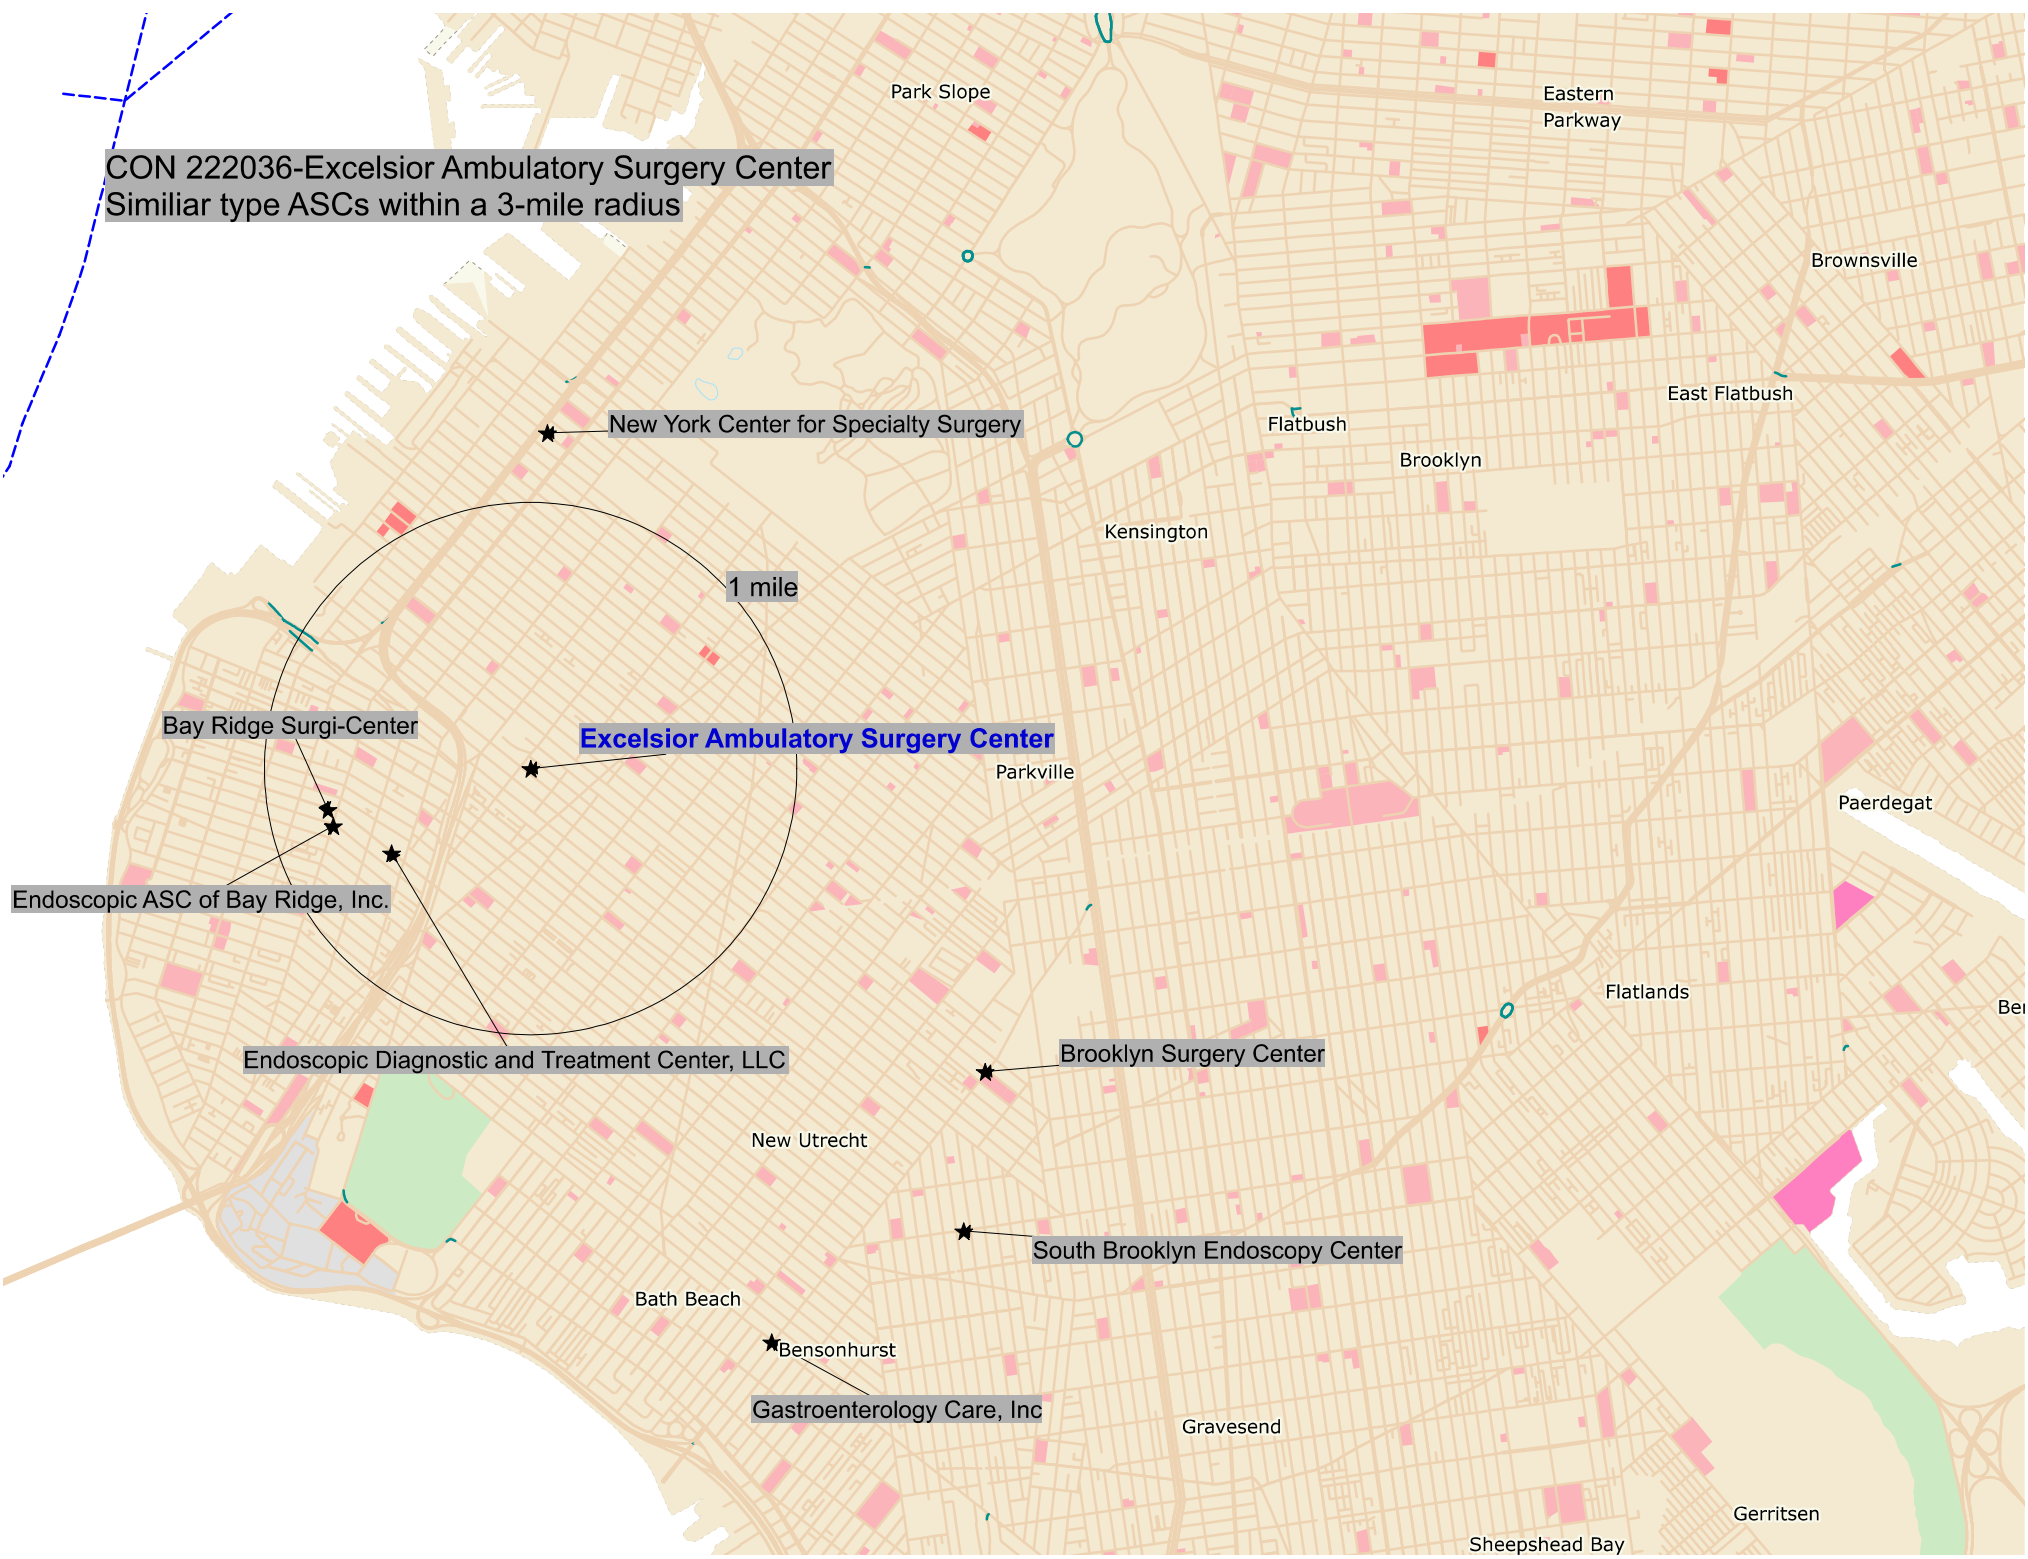 Park Slope
Eastern
Parkway
CON 222036-Excelsior Ambulatory Surgery Center
Similiar type ASCs within a 3-mile radius
Brownsville
East Flatbush
New York Center for Specialty Surgery
Flatbush
Brooklyn
Kensington
1 mile
Bay Ridge Surgi-Center
Excelsior Ambulatory Surgery Center
Parkville
Paerdegat
Endoscopic ASC of Bay Ridge, Inc.
Flatlands
Ber
Endoscopic Diagnostic and Treatment Center, LLC
Brooklyn Surgery Center
New Utrecht
South Brooklyn Endoscopy Center
Bath Beach
Bensonhurst
Gastroenterology Care, Inc
Gravesend
Gerritsen
Sheepshead Bay